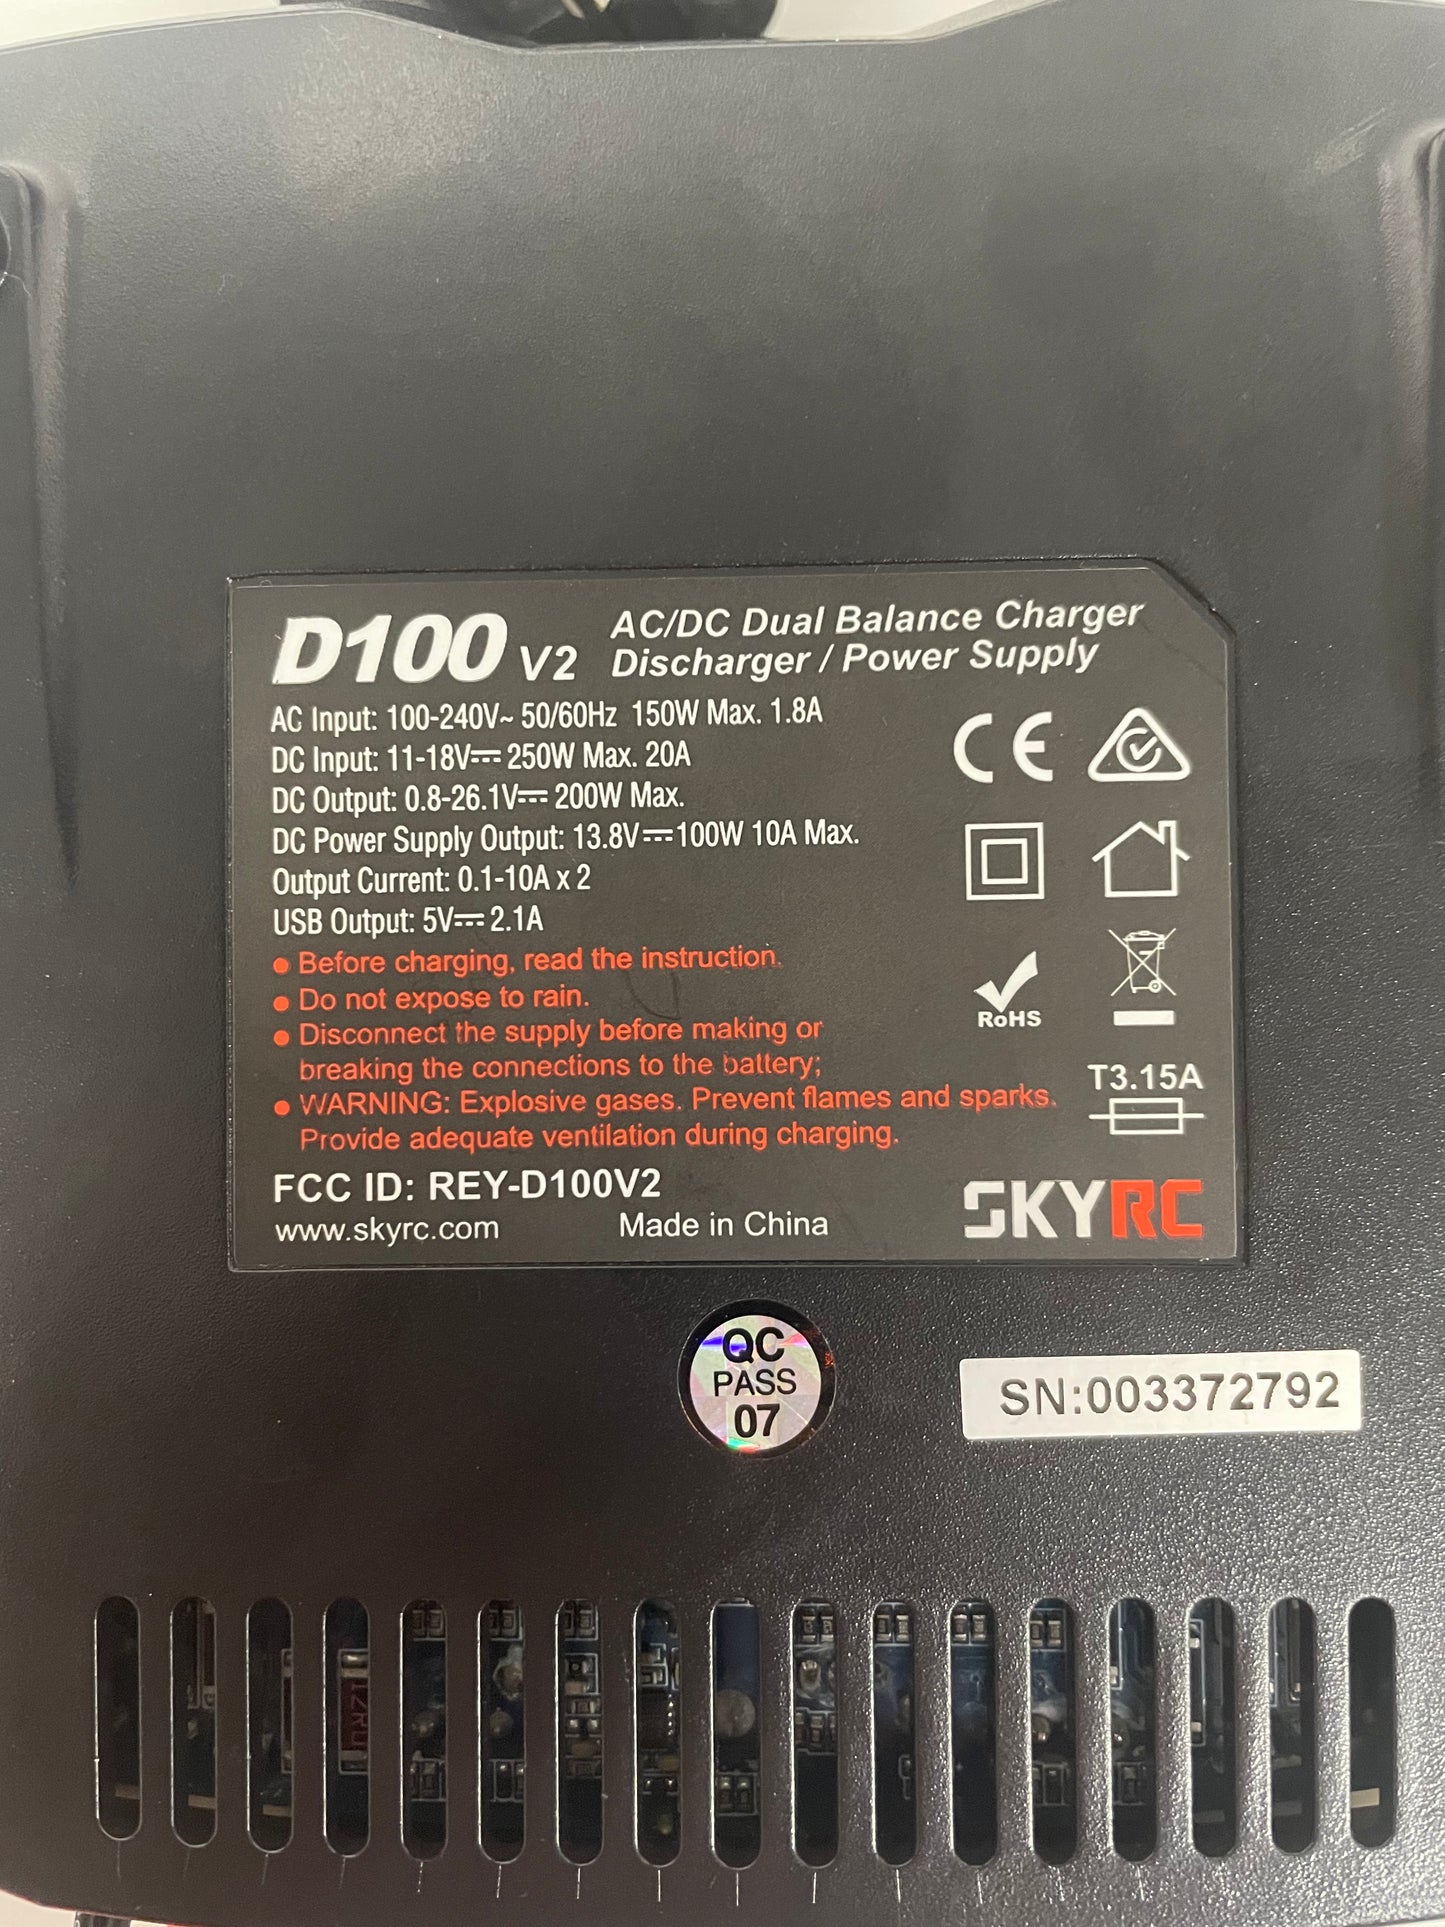 D100 V2 AC/DC Dual Balance Charger
Discharger / Power Supply
AC Input: 100-240V~ 50/60Hz 150W Max. 1.8A
DC Input: 11-18V⎓ 250W Max. 20A
DC Output: 0.8-26.1V⎓ 200W Max.
DC Power Supply Output: 13.8V⎓100W 10A Max.
Output Current: 0.1-10A x 2
USB Output: 5V⎓ 2.1A
● Before charging, read the instruction.
● Do not expose to rain.
● Disconnect the supply before making or
breaking the connections to the battery;
● WARNING: Explosive gases. Prevent flames and sparks.
Provide adequate ventilation during charging.
FCC ID: REY-D100V2
www.skyrc.com Made in China
CE
RoHS
T3.15A
SKYRC
QC
PASS
07
SN:003372792